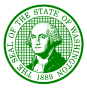 THE SEAL OF THE STATE OF WASHINGTON
1889